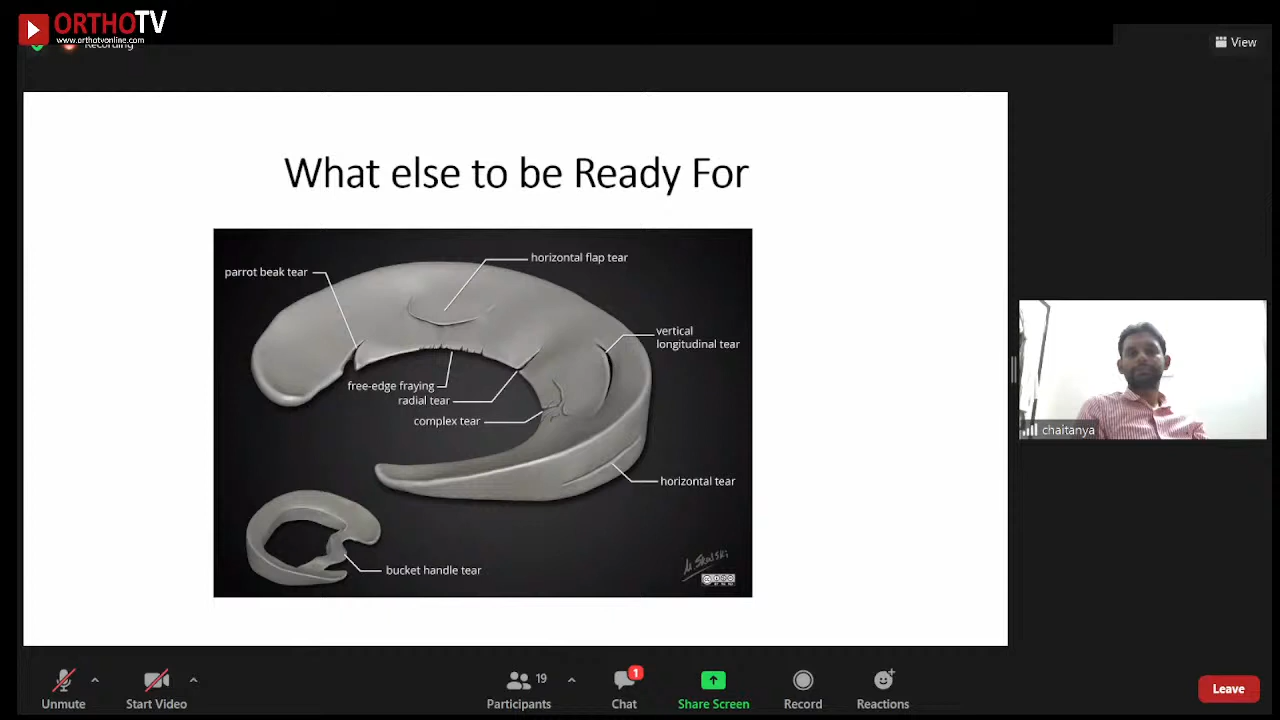 ORTHOTV
www.orthotvonline.com
Recording
View
What else to be Ready For
horizontal flap tear
parrot beak tear
vertical
longitudinal tear
free-edge fraying
radial tear
complex tear
horizontal tear
bucket handle tear
chaitanya
19
1
Unmute
Start Video
Participants
Chat
Share Screen
Record
Reactions
Leave